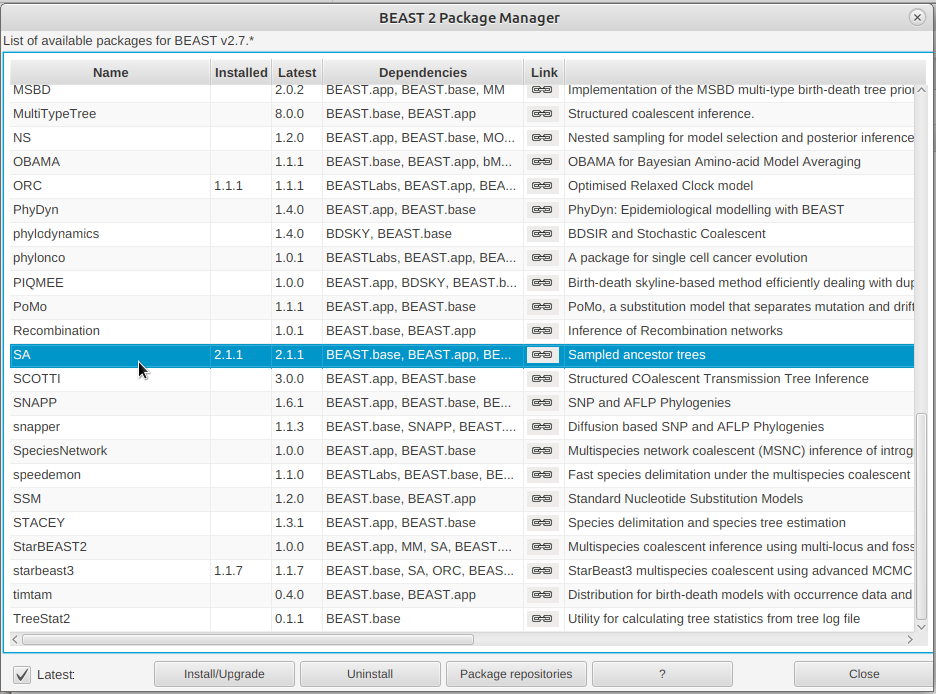 BEAST 2 Package Manager
List of available packages for BEAST v2.7.*
Name Installed Latest Dependencies Link
MSBD 2.0.2 BEAST.app, BEAST.base, MM Implementation of the MSBD multi-type birth-death tree prior
MultiTypeTree 8.0.0 BEAST.base, BEAST.app Structured coalescent inference.
NS 1.2.0 BEAST.app, BEAST.base, MO... Nested sampling for model selection and posterior inference
OBAMA 1.1.1 BEAST.base, BEAST.app, bM... OBAMA for Bayesian Amino-acid Model Averaging
ORC 1.1.1 1.1.1 BEASTLabs, BEAST.app, BEA... Optimised Relaxed Clock model
PhyDyn 1.4.0 BEAST.app, BEAST.base PhyDyn: Epidemiological modelling with BEAST
phylodynamics 1.4.0 BDSKY, BEAST.base BDSIR and Stochastic Coalescent
phylonco 1.0.1 BEASTLabs, BEAST.app, BEA... A package for single cell cancer evolution
PIQMEE 1.0.0 BEAST.app, BDSKY, BEAST.b... Birth-death skyline-based method efficiently dealing with dup
PoMo 1.1.1 BEAST.app, BEAST.base PoMo, a substitution model that separates mutation and drift
Recombination 1.0.1 BEAST.base, BEAST.app Inference of Recombination networks
SA 2.1.1 2.1.1 BEAST.base, BEAST.app, BE... Sampled ancestor trees
SCOTTI 3.0.0 BEAST.app, BEAST.base Structured COalescent Transmission Tree Inference
SNAPP 1.6.1 BEAST.app, BEAST.base, BE... SNP and AFLP Phylogenies
snapper 1.1.3 BEAST.base, SNAPP, BEAST.... Diffusion based SNP and AFLP Phylogenies
SpeciesNetwork 1.0.0 BEAST.app, BEAST.base Multispecies network coalescent (MSNC) inference of introg
speedemon 1.1.0 BEASTLabs, BEAST.base, BE... Fast species delimitation under the multispecies coalescent
SSM 1.2.0 BEAST.base, BEAST.app Standard Nucleotide Substitution Models
STACEY 1.3.1 BEAST.app, BEAST.base Species delimitation and species tree estimation
StarBEAST2 1.0.0 BEAST.app, MM, SA, BEAST.... Multispecies coalescent inference using multi-locus and foss
starbeast3 1.1.7 1.1.7 BEAST.base, SA, ORC, BEAS... StarBeast3 multispecies coalescent using advanced MCMC
timtam 0.4.0 BEAST.base, BEAST.app Distribution for birth-death models with occurrence data and
TreeStat2 0.1.1 BEAST.base Utility for calculating tree statistics from tree log file
Latest: Install/Upgrade Uninstall Package repositories ? Close